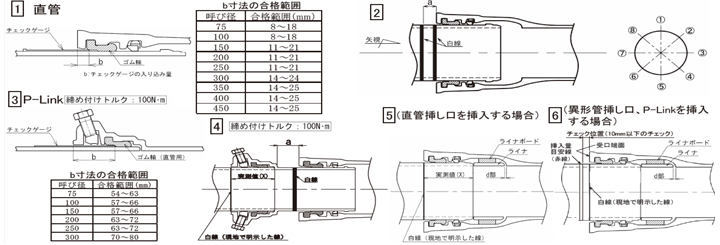 1 直管
チェックゲージ
ゴム輪
b
b:チェックゲージの入り込み量
b寸法の合格範囲
呼び径 合格範囲(mm)
75 8~18
100 8~18
150 11~21
200 11~21
250 11~21
300 14~24
350 14~25
400 14~25
450 14~25
2
a
矢視
白線
①
②
③
④
⑤
⑥
⑦
⑧
3 P-Link 締め付けトルク:100N·m
チェックゲージ
ゴム輪(直管用)
b
b寸法の合格範囲
呼び径 合格範囲(mm)
75 54~63
100 57~66
150 57~66
200 63~72
250 63~72
300 70~80
4 締め付けトルク:100N·m
a
実測値(X)
白線
白線(現地で明示した線)
5 (直管挿し口を挿入する場合)
ライナボード
ライナ
実測値(X)
d部
白線(現地で明示した線)
6 (異形管挿し口、P-Linkを挿入
する場合)
チェック位置(10mm以下のチェック)
挿入量
目安線
(赤線)
受口端面
ライナボード
ライナ
d部
白線(現地で明示した線)